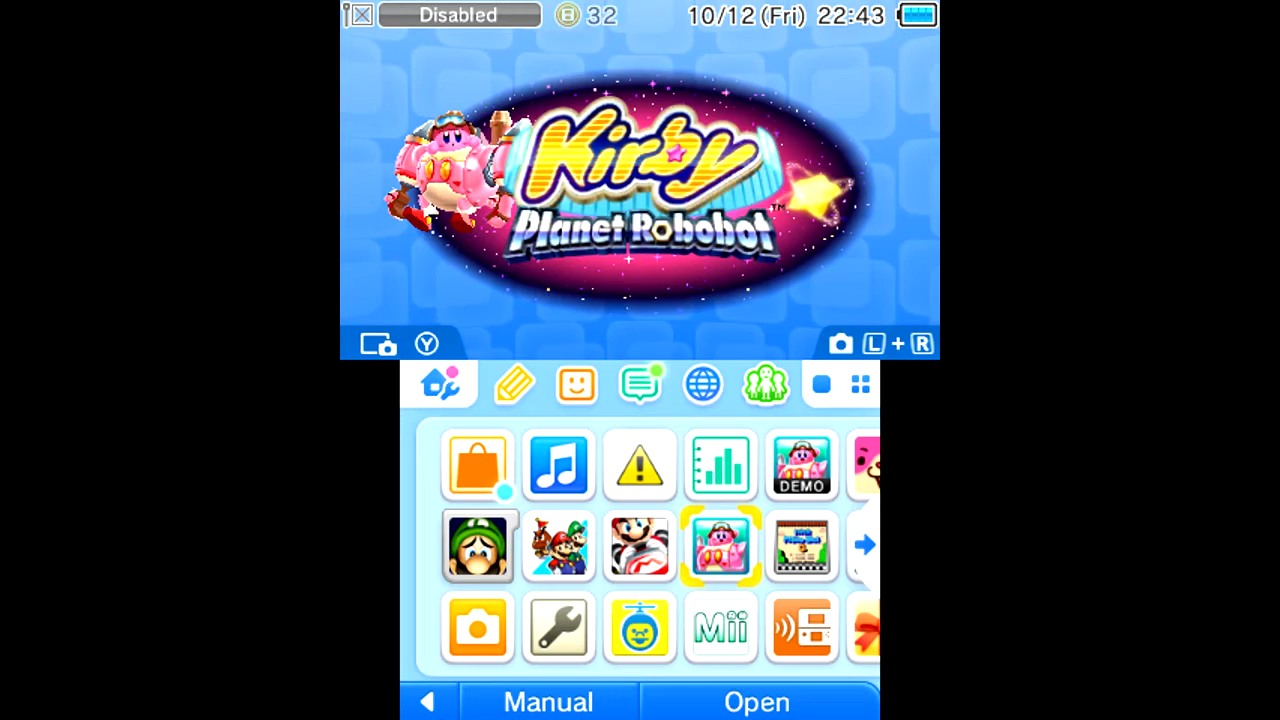 Disabled
32
10/12 (Fri) 22:43
Kirby
Planet Robobot
TM
Y
L + R
DEMO
Mii
Manual
Open